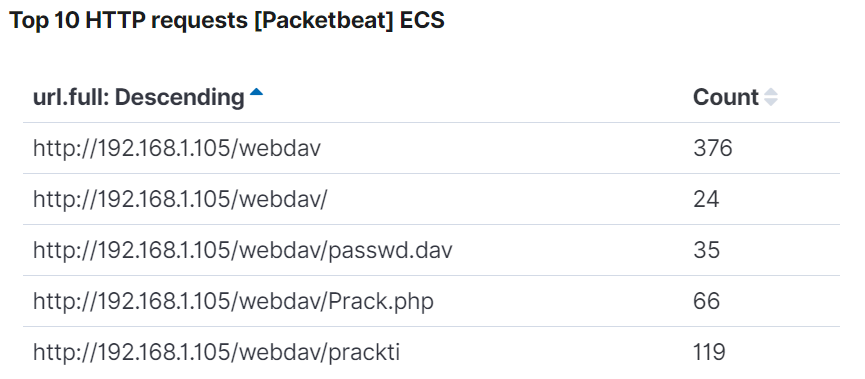 Top 10 HTTP requests [Packetbeat] ECS
url.full: Descending Count
http://192.168.1.105/webdav 376
http://192.168.1.105/webdav/ 24
http://192.168.1.105/webdav/passwd.dav 35
http://192.168.1.105/webdav/Prack.php 66
http://192.168.1.105/webdav/prackti 119